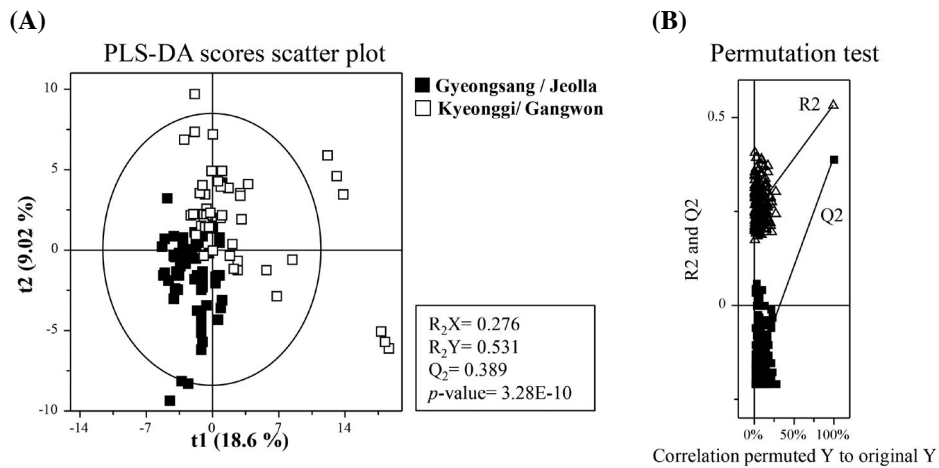 (A)
PLS-DA scores scatter plot
Gyeongsang / Jeolla
Kyeonggi/ Gangwon
t2 (9.02 %)
10
5
0
-5
-10
-14
-7
0
7
14
t1 (18.6 %)
R2X= 0.276
R2Y= 0.531
Q2= 0.389
p-value= 3.28E-10
(B)
Permutation test
R2 and Q2
0.5
0
R2
Q2
0%
50%
100%
Correlation permuted Y to original Y